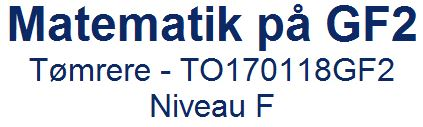 Matematik på GF2
Tømrere - TO170118GF2
Niveau F